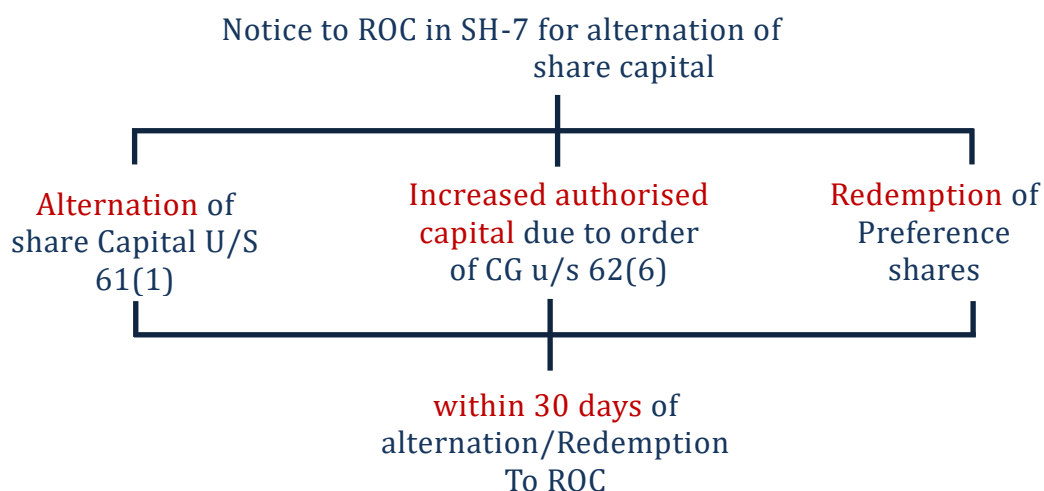 Notice to ROC in SH-7 for alternation of
share capital
Alternation of
share Capital U/S
61(1)
Increased authorised
capital due to order
of CG u/s 62(6)
Redemption of
Preference
shares
within 30 days of
alternation/Redemption
To ROC